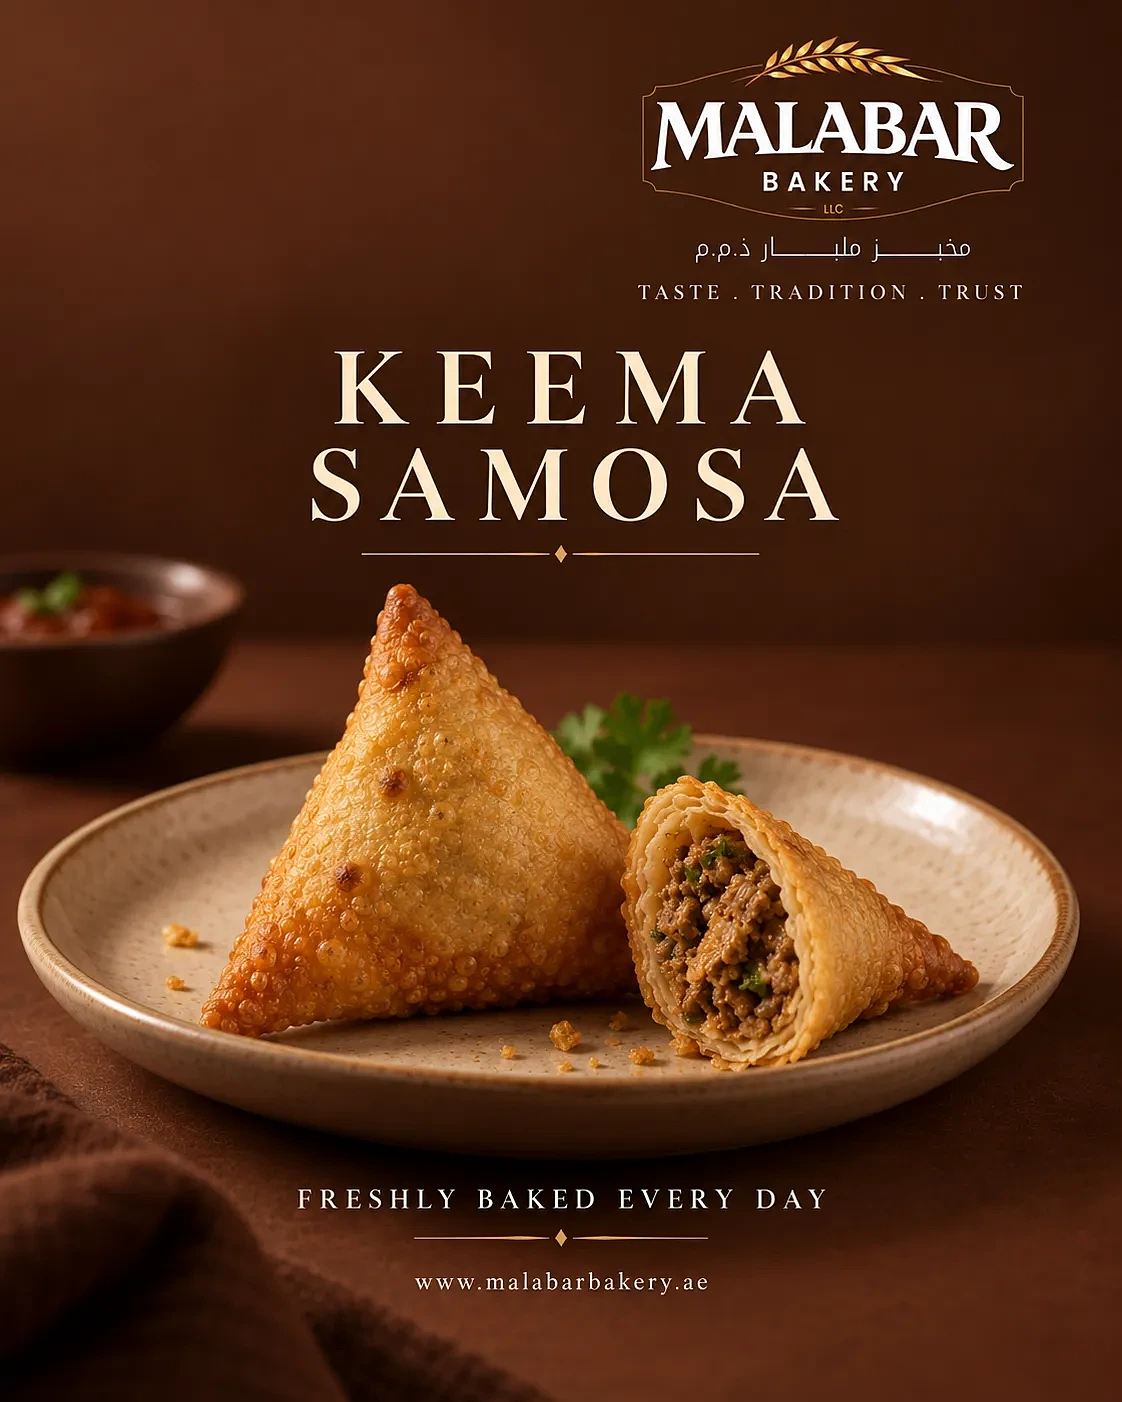 MALABAR
BAKERY
LLC
مخبـــز ملبـــار ذ.م.م
TASTE . TRADITION . TRUST
KEEMA
SAMOSA
FRESHLY BAKED EVERY DAY
www.malabarbakery.ae